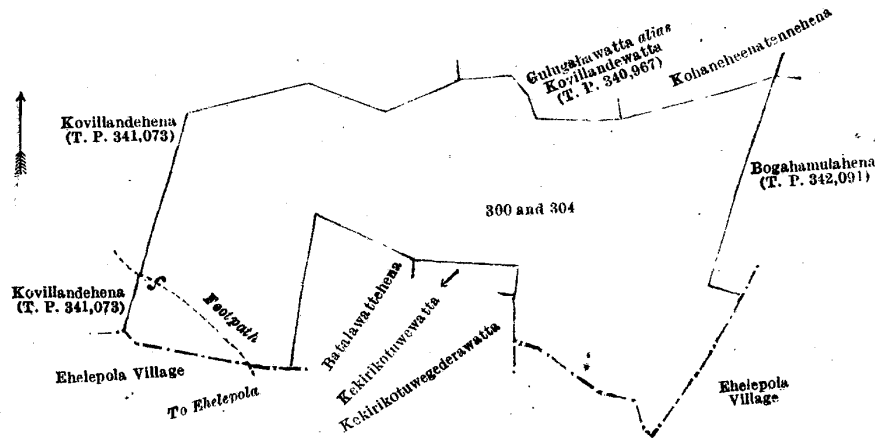 Gulugahawatta alias
Kovillandewatta
(T. P. 340,967)
Kohaneheenatennehena
Kovillandehena
(T. P. 341,073)
Bogahamulahena
(T. P. 342,091)
300 and 304
Kovillandehena
(T. P. 341,073)
Footpath
Batalawattehena
Kekirikotuwewatta
Kekirikotuwegederawatta
Ehelepola Village
To Ehelepola
Ehelepola
Village